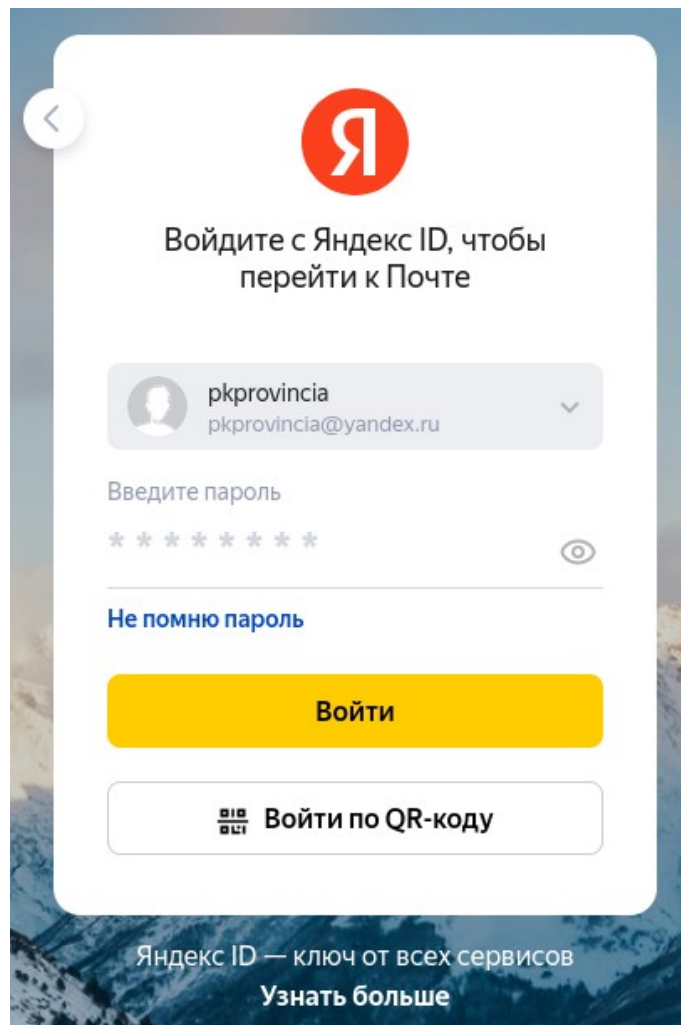 Я
Войдите с Яндекс ID, чтобы
перейти к Почте
pkprovincia
pkprovincia@yandex.ru
Введите пароль
* * * * * * * *
Не помню пароль
Войти
Войти по QR-коду
Яндекс ID — ключ от всех сервисов
Узнать больше